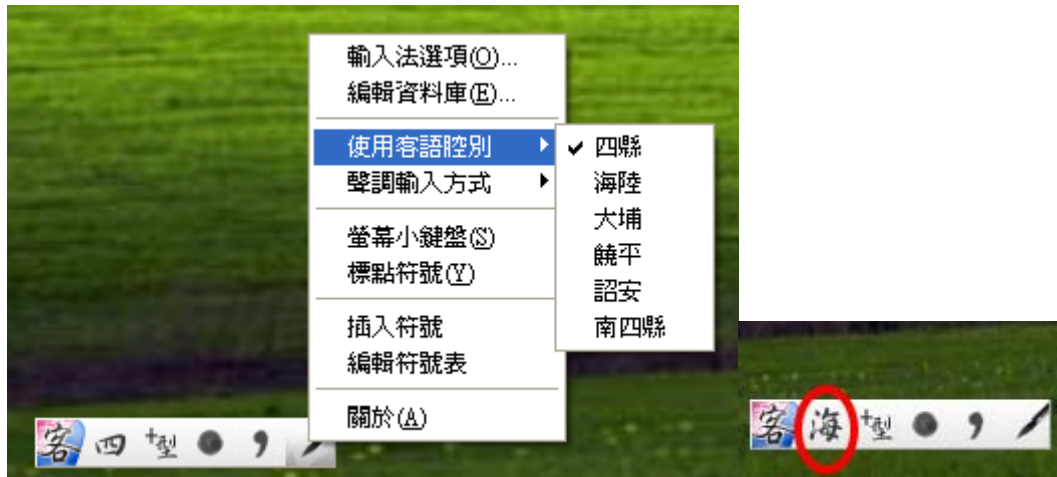 輸入法選項(O)...
編輯資料庫(E)...
使用客語腔別
聲調輸入方式
螢幕小鍵盤(S)
標點符號(Y)
插入符號
編輯符號表
關於(A)
四縣
海陸
大埔
饒平
詔安
南四縣
客 四 +型 ,
客 海 +型 ,